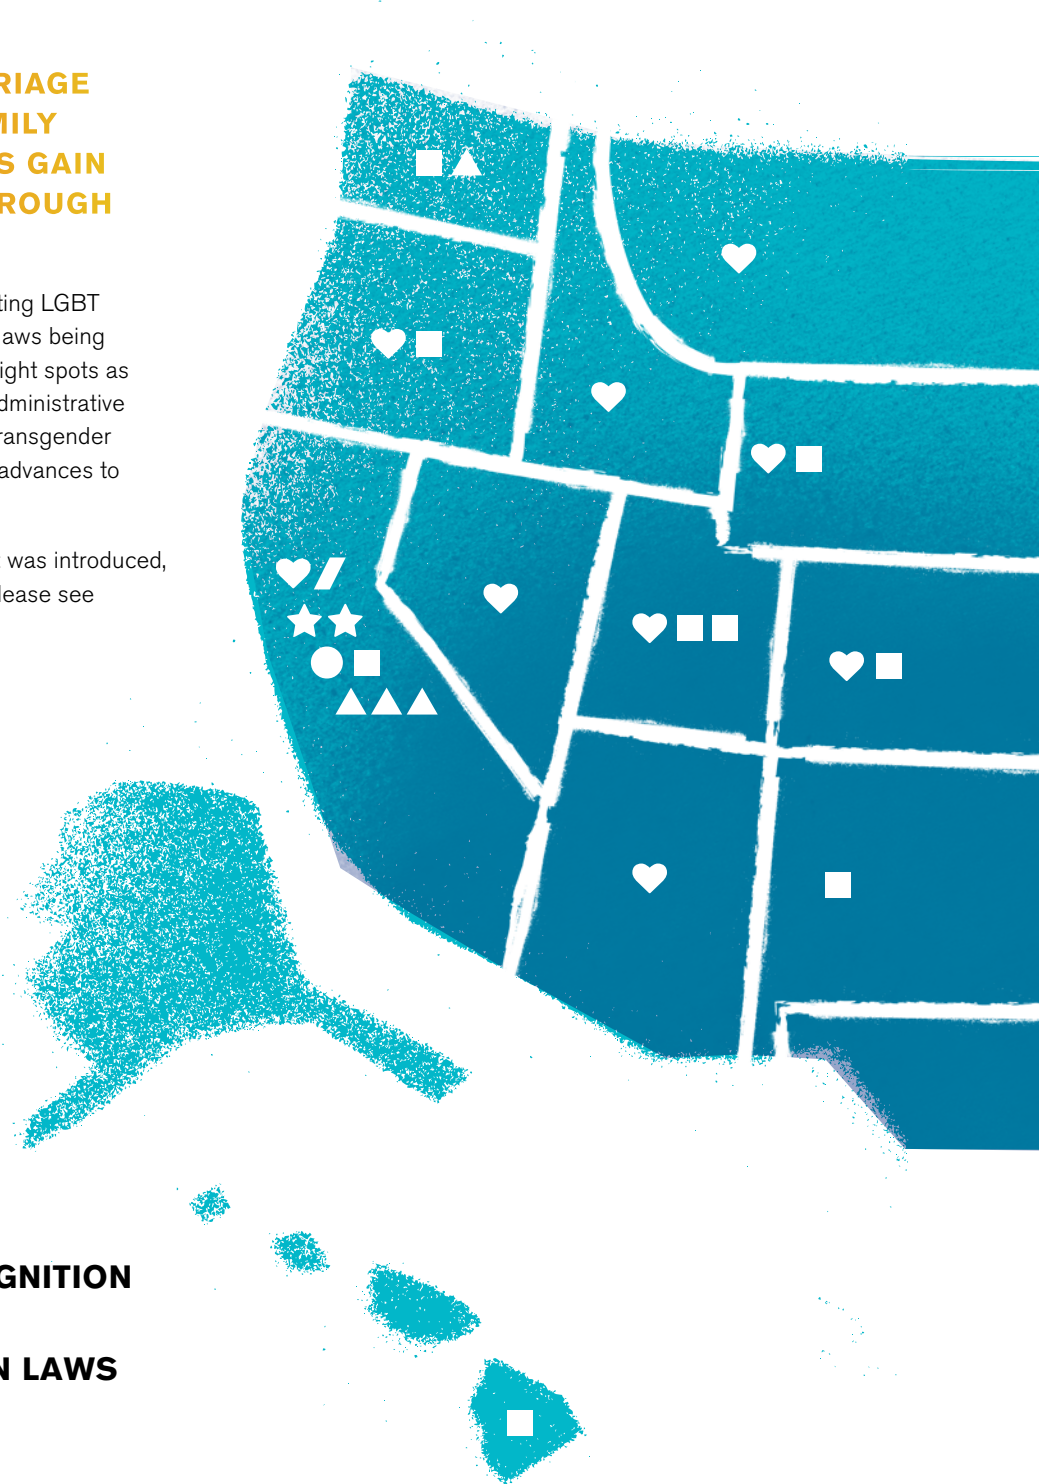 RIAGE
MILY
S GAIN
ROUGH
ting LGBT
laws being
ight spots as
dministrative
ransgender
advances to
t was introduced,
lease see
GNITION
N LAWS